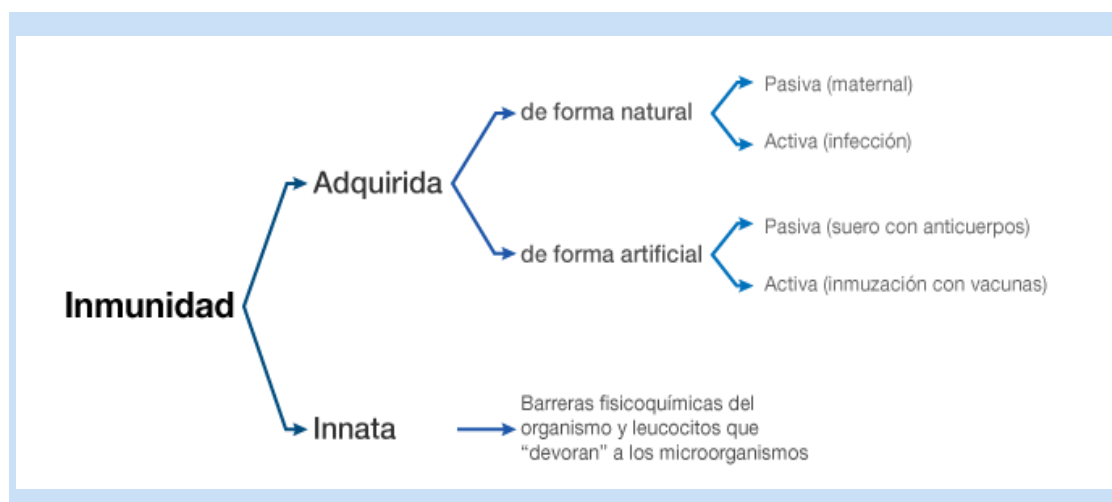 Inmunidad
Adquirida
de forma natural
Pasiva (maternal)
Activa (infección)
de forma artificial
Pasiva (suero con anticuerpos)
Activa (inmuzación con vacunas)
Innata
Barreras fisicoquímicas del
organismo y leucocitos que
“devoran” a los microorganismos